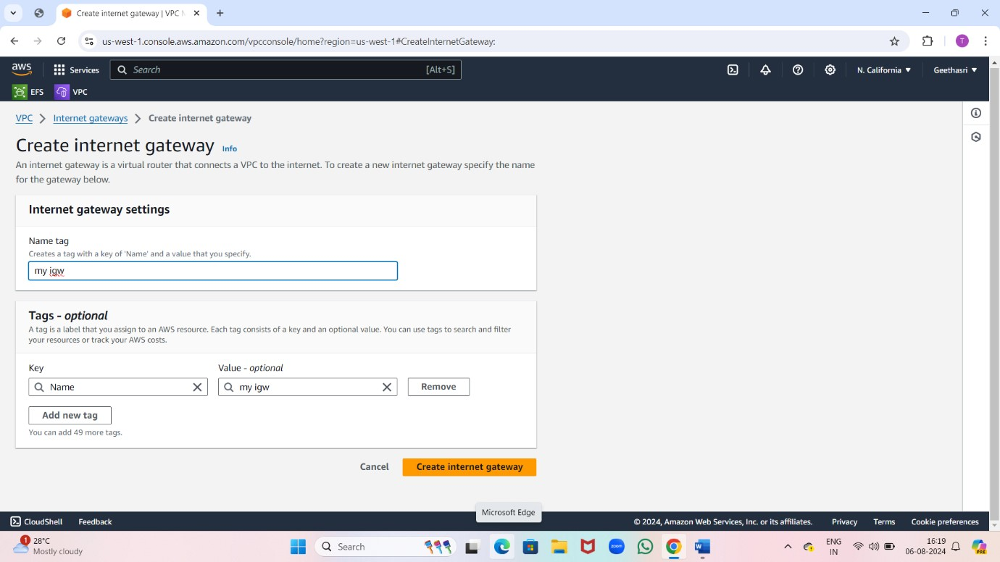 Create internet gateway | VPC M
us-west-1.console.aws.amazon.com/vpcconsole/home?region=us-west-1#CreateInternetGateway:
T
aws
Services
Search
[Alt+S]
N. California
Geethasri
EFS
VPC
VPC
Internet gateways
Create internet gateway
Create internet gateway Info
An internet gateway is a virtual router that connects a VPC to the internet. To create a new internet gateway specify the name
for the gateway below.
Internet gateway settings
Name tag
Creates a tag with a key of 'Name' and a value that you specify.
my igw
Tags - optional
A tag is a label that you assign to an AWS resource. Each tag consists of a key and an optional value. You can use tags to search and filter
your resources or track your AWS costs.
Key
Value - optional
Name
my igw
Remove
Add new tag
You can add 49 more tags.
Cancel
Create internet gateway
Microsoft Edge
CloudShell
Feedback
© 2024, Amazon Web Services, Inc. or its affiliates.
Privacy
Terms
Cookie preferences
1
28°C
Mostly cloudy
Search
zoom
W
ENG
IN
16:19
06-08-2024
PRE